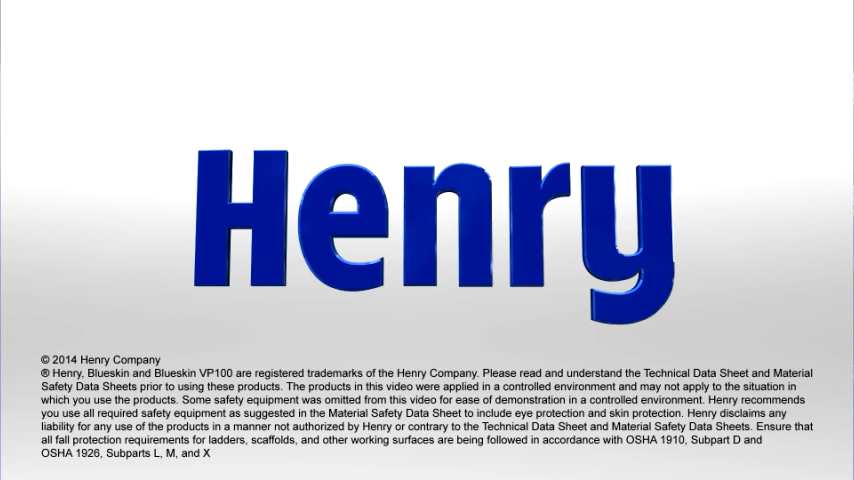 Henry
© 2014 Henry Company
® Henry, Blueskin and Blueskin VP100 are registered trademarks of the Henry Company. Please read and understand the Technical Data Sheet and Material
Safety Data Sheets prior to using these products. The products in this video were applied in a controlled environment and may not apply to the situation in
which you use the products. Some safety equipment was omitted from this video for ease of demonstration in a controlled environment. Henry recommends
you use all required safety equipment as suggested in the Material Safety Data Sheet to include eye protection and skin protection. Henry disclaims any
liability for any use of the products in a manner not authorized by Henry or contrary to the Technical Data Sheet and Material Safety Data Sheets. Ensure that
all fall protection requirements for ladders, scaffolds, and other working surfaces are being followed in accordance with OSHA 1910, Subpart D and
OSHA 1926, Subparts L, M, and X